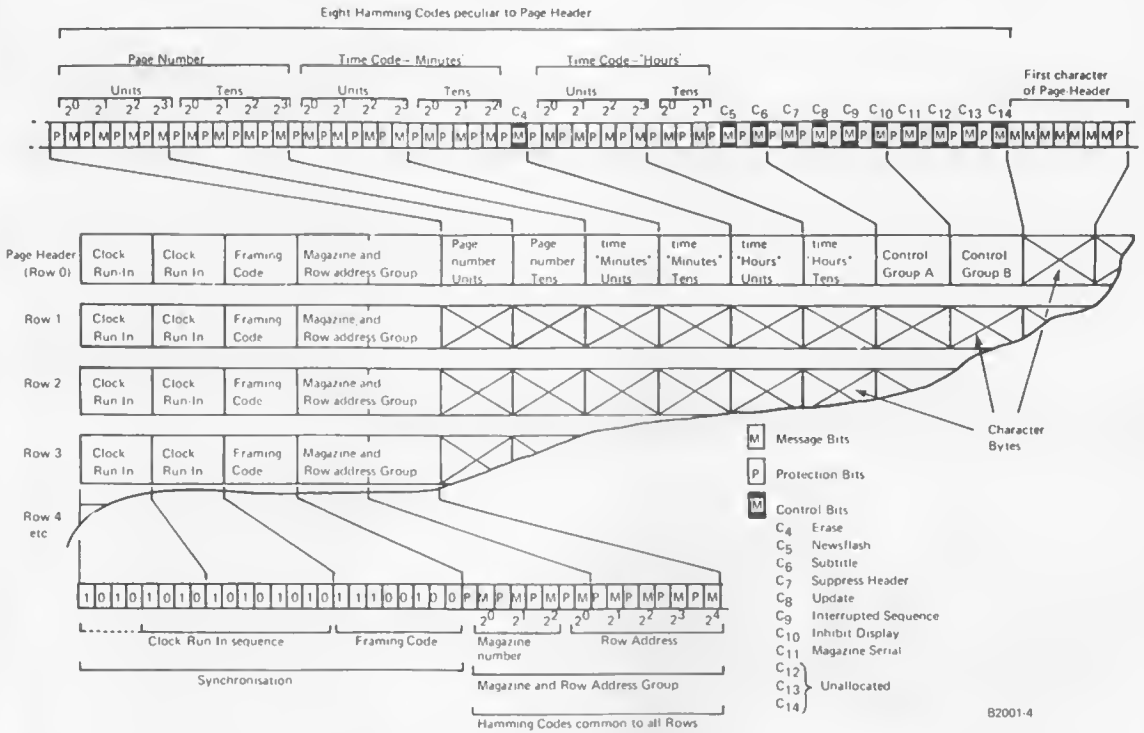 Eight Hamming Codes peculiar to Page Header
Page Number Time Code – Minutes' Time Code – "Hours'
First character of Page-Header
Units Tens Units Tens Units Tens
2⁰ 2¹ 2² 2³ 2⁰ 2¹ 2² 2³ 2⁰ 2¹ 2² 2³ 2⁰ 2¹ 2² C4 2⁰ 2¹ 2² 2³ 2⁰ 2¹ C5 C6 C7 C8 C9 C10 C11 C12 C13 C14
P M P M P M P M P M P M P M P M P M P M P M P M P M P M P M P M P M P M P M P M P M P M P M P M P M P M P M P M P M P M P M P M M M M M M M M P
Page Header (Row 0) Clock Run-In Clock Run In Framing Code Magazine and Row address Group Page number Units Page number Tens time "Minutes" Units time "Minutes" Tens time "Hours" Units time 'Hours' Tens Control Group A Control Group B
Row 1 Clock Run In Clock Run In Framing Code Magazine and Row address Group
Row 2 Clock Run In Clock Run In Framing Code Magazine and Row address Group
Row 3 Clock Run In Clock Run In Framing Code Magazine and Row address Group
Row 4 etc
Character Bytes
M Message Bits
P Protection Bits
M Control Bits
C4 Erase
C5 Newsflash
C6 Subtitle
C7 Suppress Header
C8 Update
C9 Interrupted Sequence
C10 Inhibit Display
C11 Magazine Serial
C12
C13 Unallocated
C14
1 0 1 0 1 0 1 0 1 0 1 0 1 0 1 0 1 1 1 0 0 1 0 0 P M P M P M P M P M P M P M P M
2⁰ 2¹ 2² 2⁰ 2¹ 2² 2³ 2⁴
Clock Run In sequence Framing Code Magazine number Row Address
Synchronisation Magazine and Row Address Group
Hamming Codes common to all Rows
B2001-4